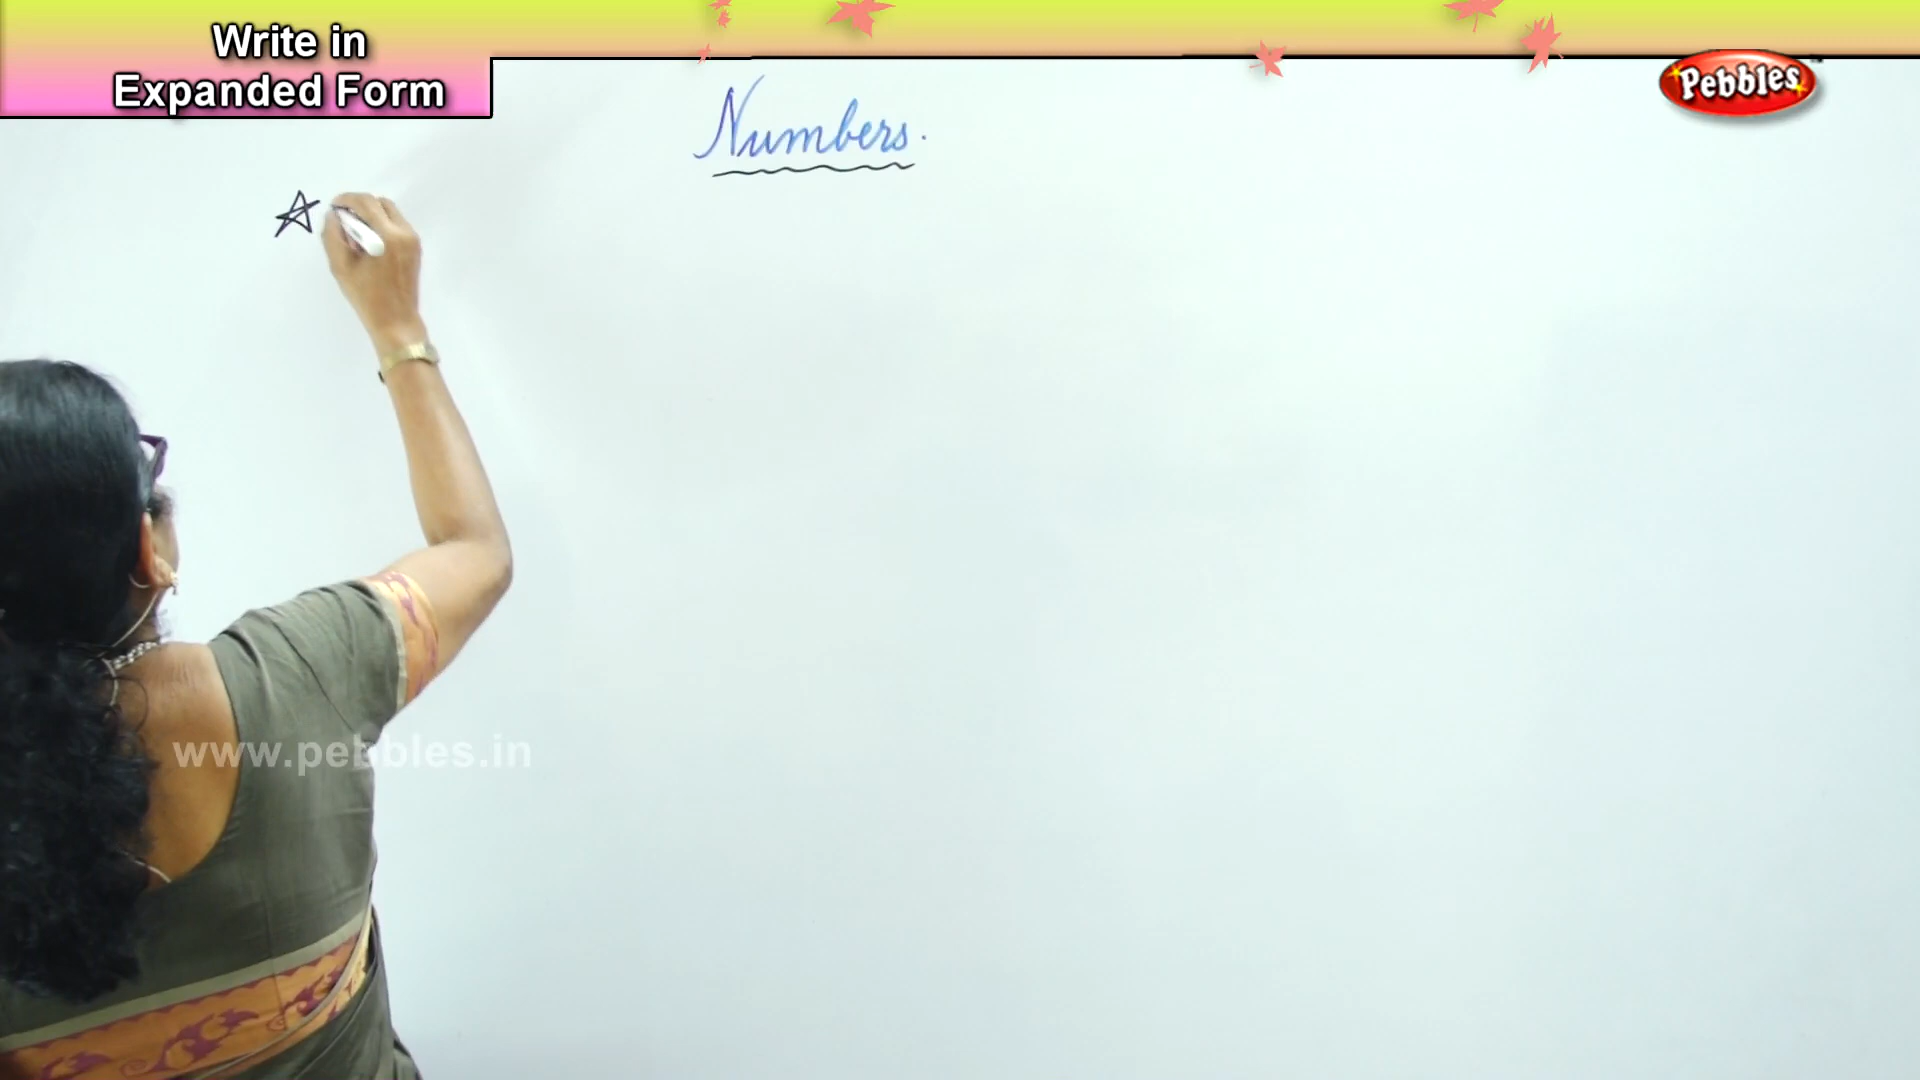 Write in
Expanded Form
Pebbles
Numbers.
www.pebbles.in